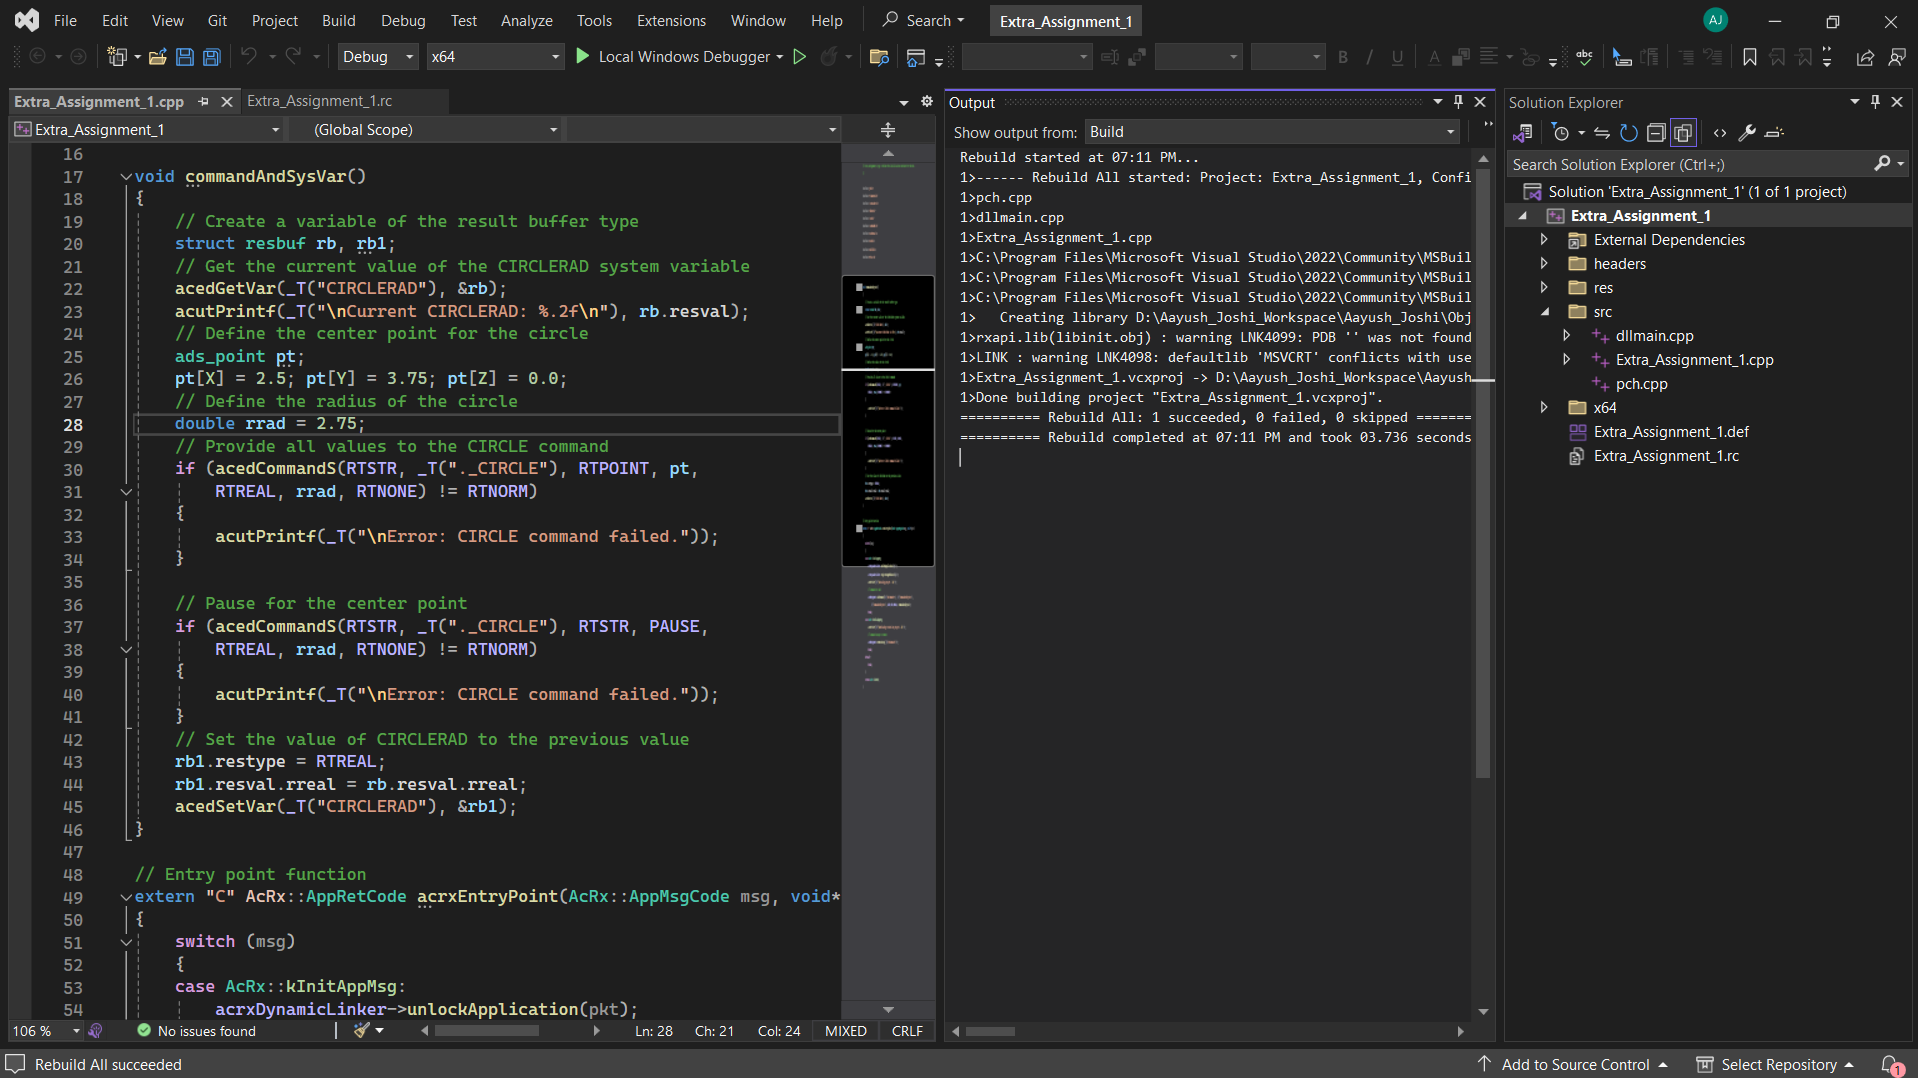 File Edit View Git Project Build Debug Test Analyze Tools Extensions Window Help Search Extra_Assignment_1 AJ
Debug x64 Local Windows Debugger
Extra_Assignment_1.cpp Extra_Assignment_1.rc
Extra_Assignment_1 (Global Scope)
16
17 void commandAndSysVar()
18 {
19 // Create a variable of the result buffer type
20 struct resbuf rb, rb1;
21 // Get the current value of the CIRCLERAD system variable
22 acedGetVar(_T("CIRCLERAD"), &rb);
23 acutPrintf(_T("\nCurrent CIRCLERAD: %.2f\n"), rb.resval);
24 // Define the center point for the circle
25 ads_point pt;
26 pt[X] = 2.5; pt[Y] = 3.75; pt[Z] = 0.0;
27 // Define the radius of the circle
28 double rrad = 2.75;
29 // Provide all values to the CIRCLE command
30 if (acedCommandS(RTSTR, _T("._CIRCLE"), RTPOINT, pt,
31 RTREAL, rrad, RTNONE) != RTNORM)
32 {
33 acutPrintf(_T("\nError: CIRCLE command failed."));
34 }
35
36 // Pause for the center point
37 if (acedCommandS(RTSTR, _T("._CIRCLE"), RTSTR, PAUSE,
38 RTREAL, rrad, RTNONE) != RTNORM)
39 {
40 acutPrintf(_T("\nError: CIRCLE command failed."));
41 }
42 // Set the value of CIRCLERAD to the previous value
43 rb1.restype = RTREAL;
44 rb1.resval.rreal = rb.resval.rreal;
45 acedSetVar(_T("CIRCLERAD"), &rb1);
46 }
47
48 // Entry point function
49 extern "C" AcRx::AppRetCode acrxEntryPoint(AcRx::AppMsgCode msg, void*
50 {
51 switch (msg)
52 {
53 case AcRx::kInitAppMsg:
54 acrxDynamicLinker->unlockApplication(pkt);
106 % No issues found Ln: 28 Ch: 21 Col: 24 MIXED CRLF
Output
Show output from: Build
Rebuild started at 07:11 PM...
1>------ Rebuild All started: Project: Extra_Assignment_1, Confi
1>pch.cpp
1>dllmain.cpp
1>Extra_Assignment_1.cpp
1>C:\Program Files\Microsoft Visual Studio\2022\Community\MSBuil
1>C:\Program Files\Microsoft Visual Studio\2022\Community\MSBuil
1>C:\Program Files\Microsoft Visual Studio\2022\Community\MSBuil
1> Creating library D:\Aayush_Joshi_Workspace\Aayush_Joshi\Obj
1>rxapi.lib(libinit.obj) : warning LNK4099: PDB '' was not found
1>LINK : warning LNK4098: defaultlib 'MSVCRT' conflicts with use
1>Extra_Assignment_1.vcxproj -> D:\Aayush_Joshi_Workspace\Aayush
1>Done building project "Extra_Assignment_1.vcxproj".
========== Rebuild All: 1 succeeded, 0 failed, 0 skipped =======
========== Rebuild completed at 07:11 PM and took 03.736 seconds
Solution Explorer
Search Solution Explorer (Ctrl+;)
Solution 'Extra_Assignment_1' (1 of 1 project)
Extra_Assignment_1
External Dependencies
headers
res
src
dllmain.cpp
Extra_Assignment_1.cpp
pch.cpp
x64
Extra_Assignment_1.def
Extra_Assignment_1.rc
Rebuild All succeeded Add to Source Control Select Repository 1